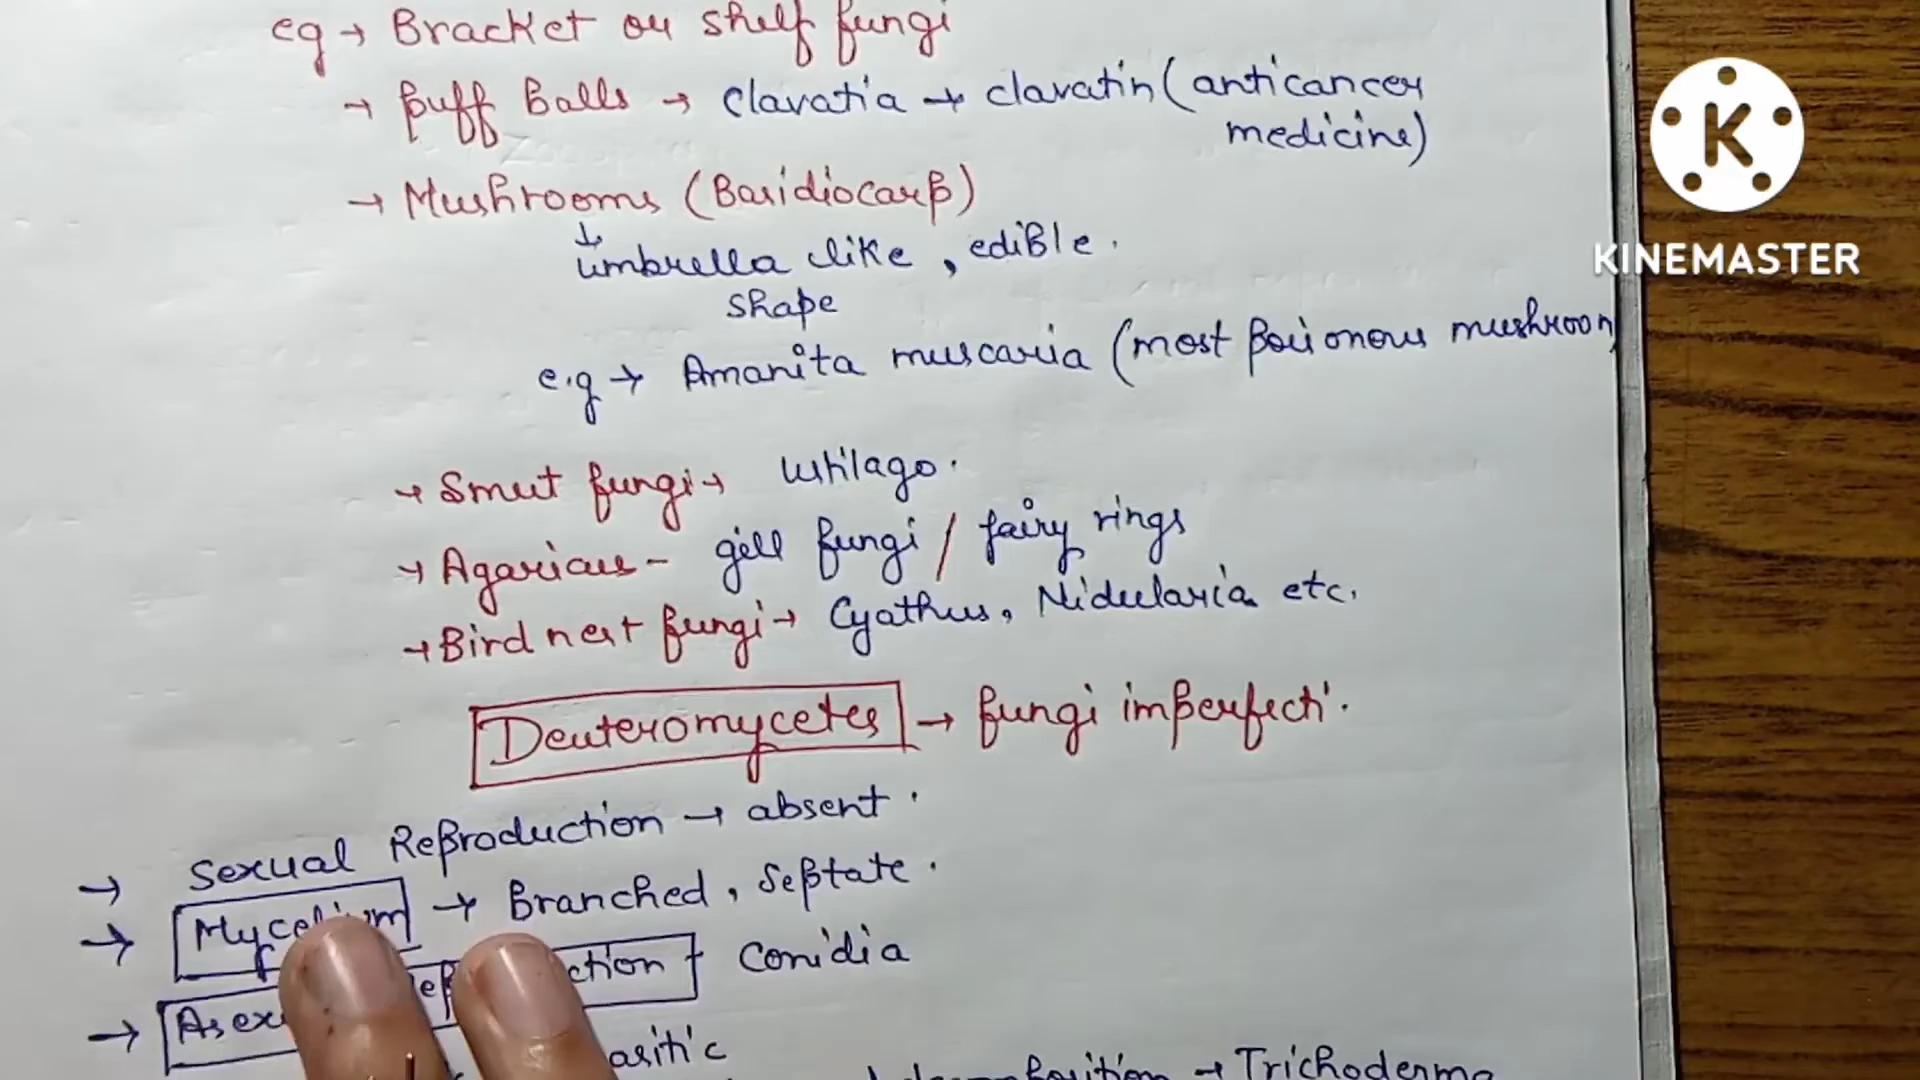 eg → Bracket or shelf fungi
→ Puff Balls → Clavatia → clavatin (anticancer
medicine)
→ Mushrooms (Basidiocarp)
↓
umbrella like, edible.
shape
e.g → Amanita muscaria (most poisonous mushroom)
→ Smut fungi → Ustilago.
→ Agaricus - gill fungi / fairy rings
→ Bird nest fungi → Cyathus, Nidularia etc.
Deuteromycetes → fungi imperfecti.
→ Sexual Reproduction → absent.
→ Mycelium → Branched, septate.
→ Conidia
→ Trichoderma
K
KINEMASTER